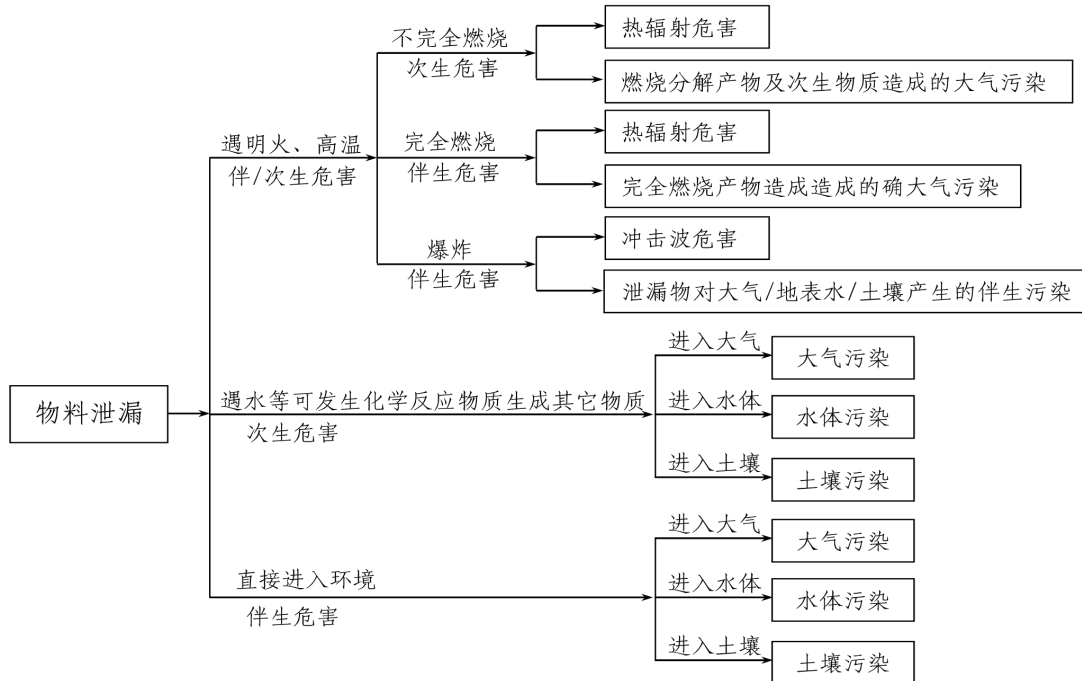 不完全燃烧
次生危害
热辐射危害
燃烧分解产物及次生物质造成的大气污染
遇明火、高温
伴/次生危害
完全燃烧
伴生危害
热辐射危害
完全燃烧产物造成造成的确大气污染
爆炸
伴生危害
冲击波危害
泄漏物对大气/地表水/土壤产生的伴生污染
物料泄漏
遇水等可发生化学反应物质生成其它物质
次生危害
进入大气
大气污染
进入水体
水体污染
进入土壤
土壤污染
直接进入环境
伴生危害
进入大气
大气污染
进入水体
水体污染
进入土壤
土壤污染